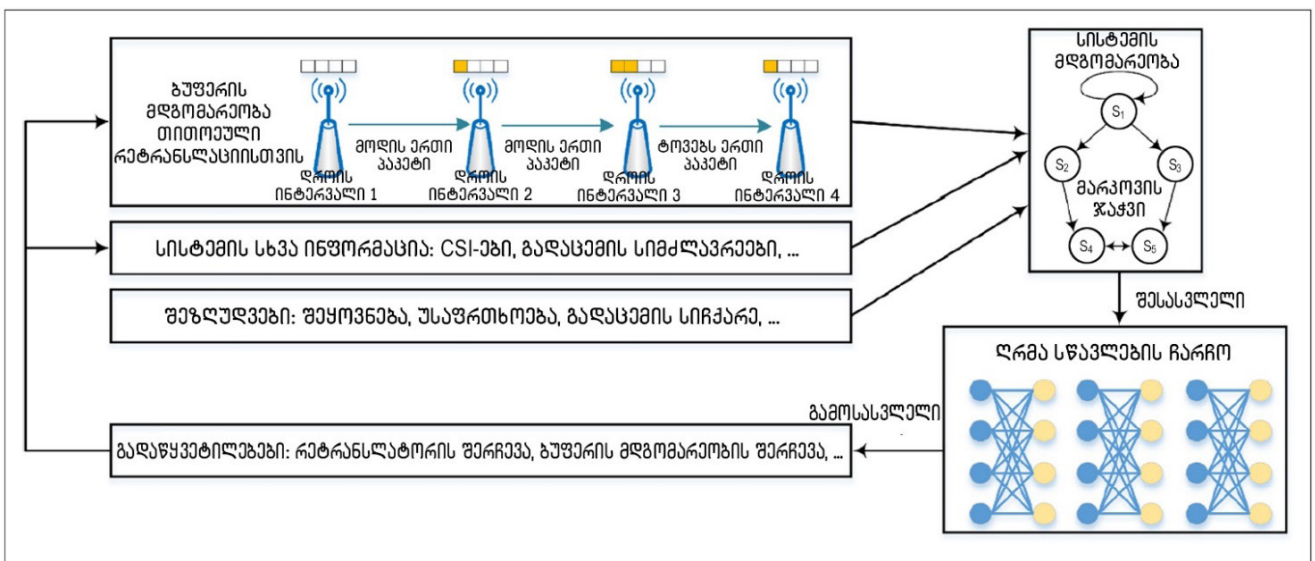 ბუფერის
მდგომარეობა
თითოეული
რეტრანსლაციისთვის
მოდის ერთი
პაკეტი
მოდის ერთი
პაკეტი
ტოვებს ერთი
პაკეტი
დროის
ინტერვალი 1
დროის
ინტერვალი 2
დროის
ინტერვალი 3
დროის
ინტერვალი 4
სისტემის სხვა ინფორმაცია: CSI-ები, გადაცემის სიმძლავრეები, ...
შეზღუდვები: შეყოვნება, უსაფრთხოება, გადაცემის სიჩქარე, ...
სისტემის
მდგომარეობა
S1
S2
S3
მარკოვის
ჯაჭვი
S4
S5
შესასვლელი
ღრმა სწავლების ჩარჩო
გამოსასვლელი
გადაწყვეტილებები: რეტრანსლატორის შერჩევა, ბუფერის მდგომარეობის შერჩევა, ...